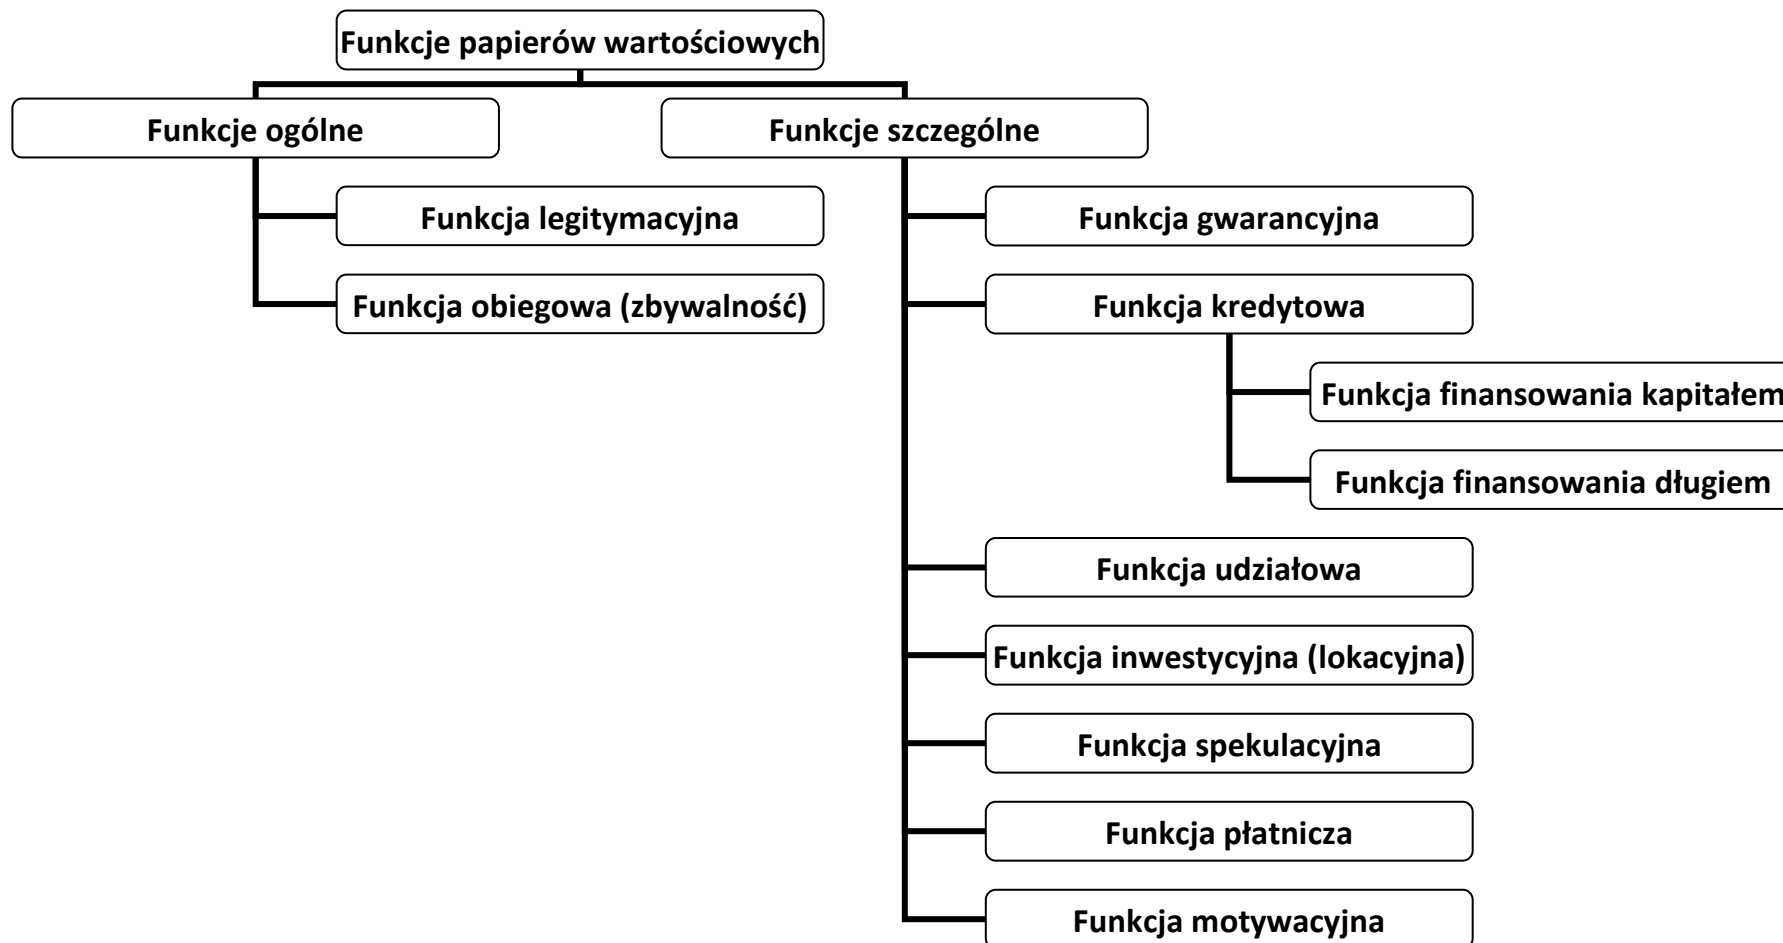 Funkcje papierów wartościowych
Funkcje ogólne
Funkcje szczególne
Funkcja legitymacyjna
Funkcja gwarancyjna
Funkcja obiegowa (zbywalność)
Funkcja kredytowa
Funkcja finansowania kapitałem
Funkcja finansowania długiem
Funkcja udziałowa
Funkcja inwestycyjna (lokacyjna)
Funkcja spekulacyjna
Funkcja płatnicza
Funkcja motywacyjna